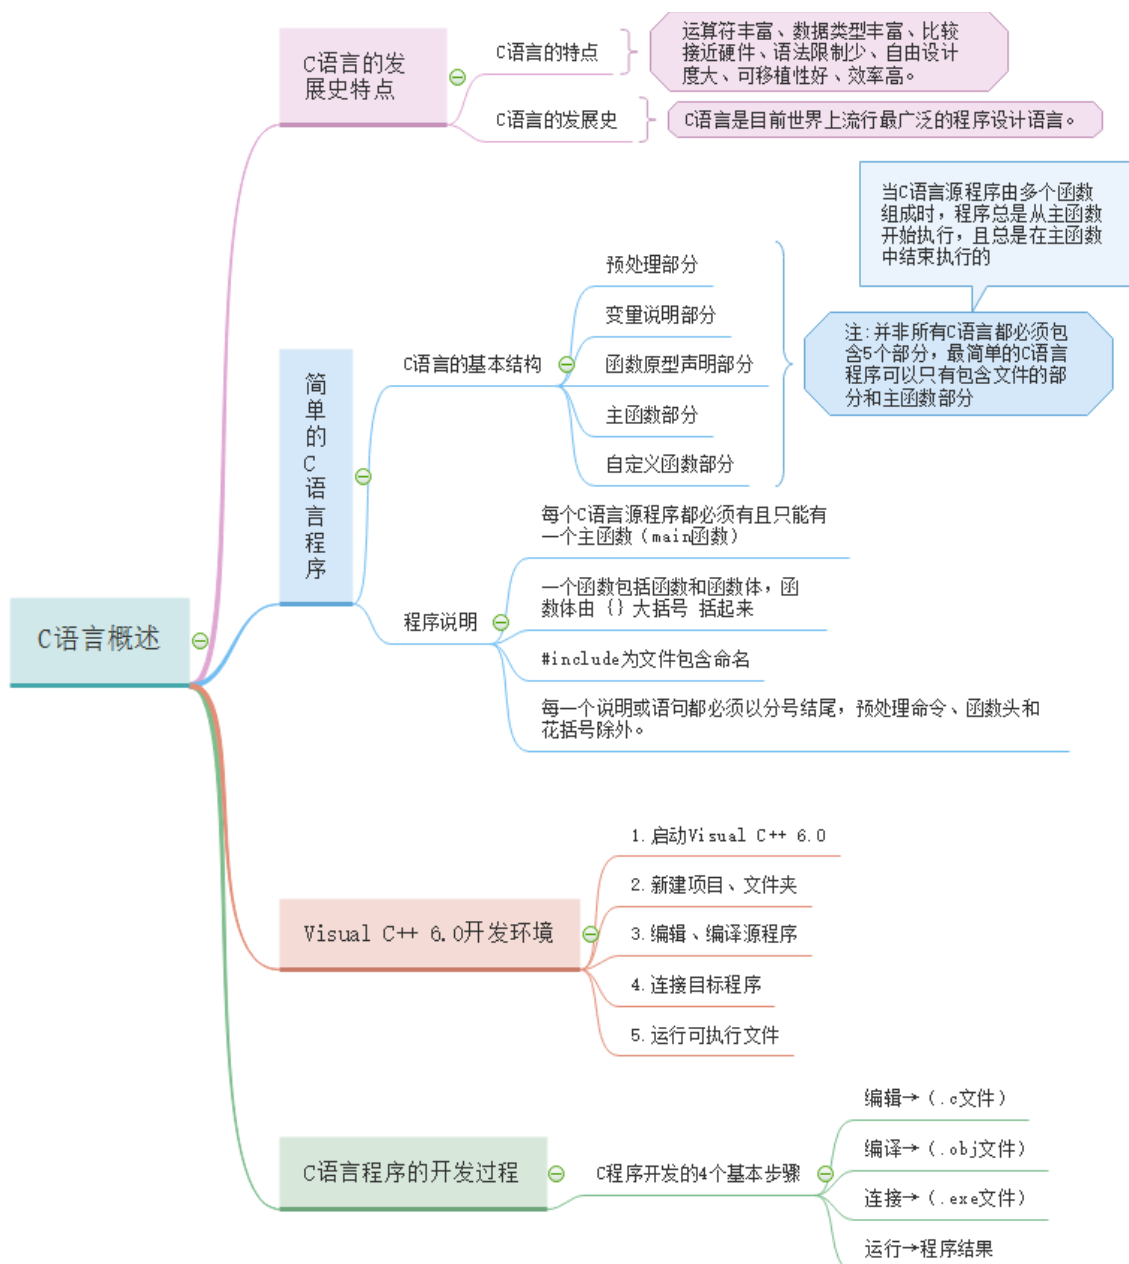 C语言概述
C语言的发
展史特点
C语言的特点
运算符丰富、数据类型丰富、比较
接近硬件、语法限制少、自由设计
度大、可移植性好、效率高。
C语言的发展史
C语言是目前世界上流行最广泛的程序设计语言。
简单的C语言程序
C语言的基本结构
预处理部分
变量说明部分
函数原型声明部分
主函数部分
自定义函数部分
当C语言源程序由多个函数
组成时，程序总是从主函数
开始执行，且总是在主函数
中结束执行的
注:并非所有C语言都必须包
含5个部分，最简单的C语言
程序可以只有包含文件的部
分和主函数部分
程序说明
每个C语言源程序都必须有且只能有
一个主函数（main函数）
一个函数包括函数和函数体，函
数体由 {} 大括号 括起来
#include为文件包含命名
每一个说明或语句都必须以分号结尾，预处理命令、函数头和
花括号除外。
Visual C++ 6.0开发环境
1.启动Visual C++ 6.0
2.新建项目、文件夹
3.编辑、编译源程序
4.连接目标程序
5.运行可执行文件
C语言程序的开发过程
C程序开发的4个基本步骤
编辑→（.c文件）
编译→（.obj文件）
连接→（.exe文件）
运行→程序结果